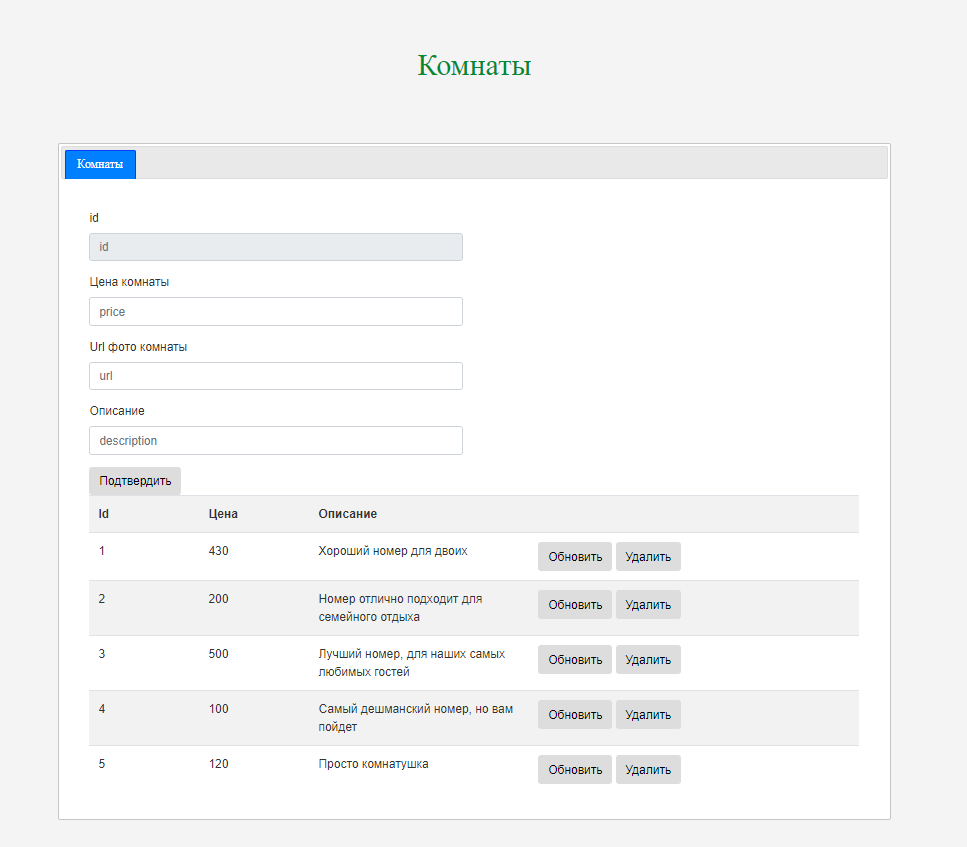 Комнаты
Комнаты
id
id
Цена комнаты
price
Url фото комнаты
url
Описание
description
Подтвердить
Id Цена Описание
1 430 Хороший номер для двоих Обновить Удалить
2 200 Номер отлично подходит для Обновить Удалить
семейного отдыха
3 500 Лучший номер, для наших самых Обновить Удалить
любимых гостей
4 100 Самый дешманский номер, но вам Обновить Удалить
пойдет
5 120 Просто комнатушка Обновить Удалить